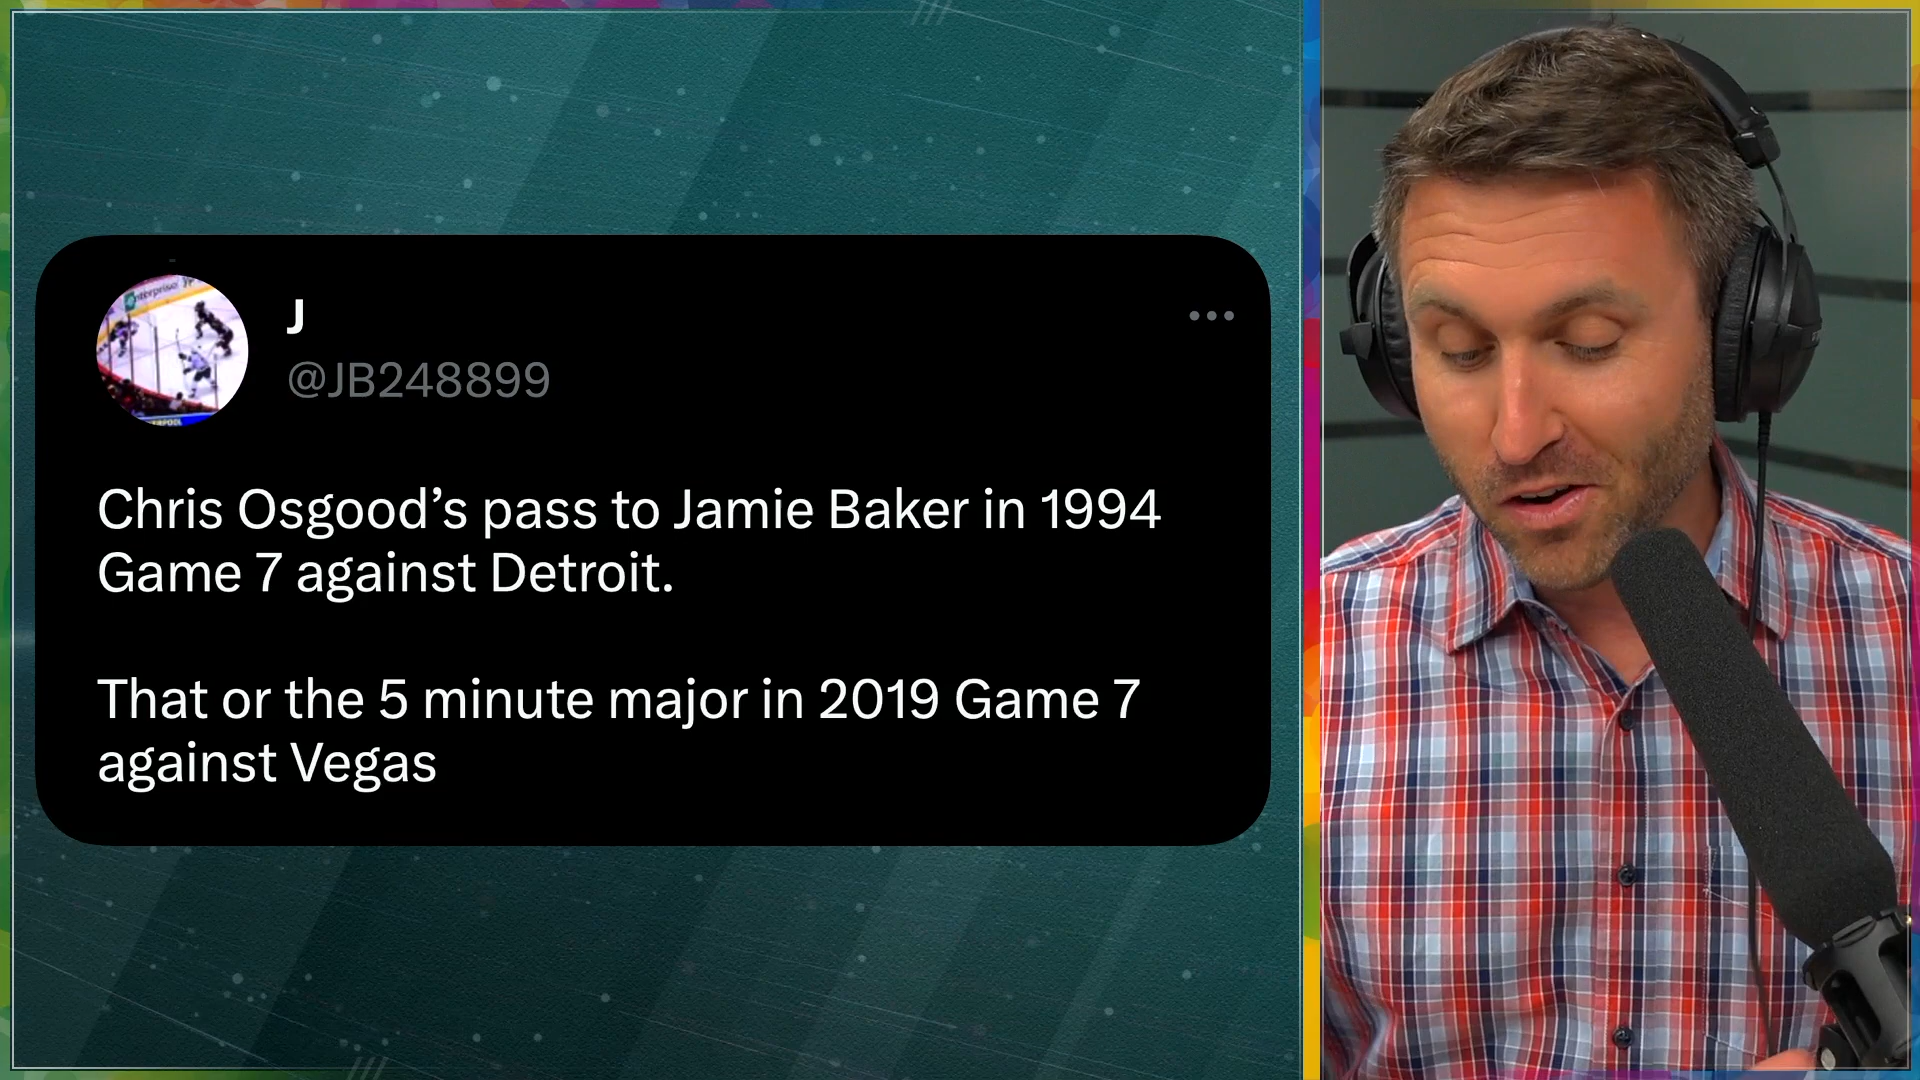 enterprise
J
@JB248899
Chris Osgood’s pass to Jamie Baker in 1994
Game 7 against Detroit.
That or the 5 minute major in 2019 Game 7
against Vegas